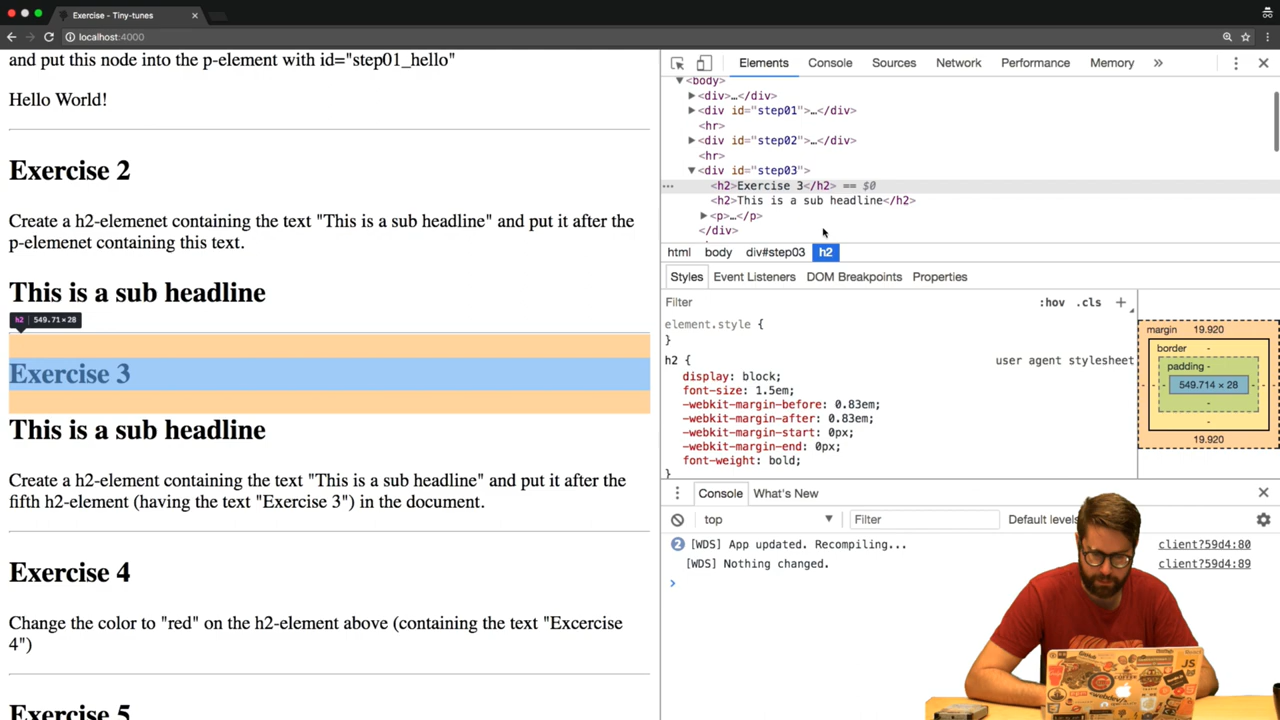 Exercise - Tiny-tunes
localhost:4000
and put this node into the p-element with id="step01_hello"
Hello World!
Exercise 2
Create a h2-elemenet containing the text "This is a sub headline" and put it after the
p-elemenet containing this text.
This is a sub headline
h2 549.71×28
Exercise 3
This is a sub headline
Create a h2-element containing the text "This is a sub headline" and put it after the
fifth h2-element (having the text "Exercise 3") in the document.
Exercise 4
Change the color to "red" on the h2-element above (containing the text "Excercise
4")
Exercise 5
Elements Console Sources Network Performance Memory »
▼<body>
▶<div>…</div>
▶<div id="step01">…</div>
<hr>
▶<div id="step02">…</div>
<hr>
▼<div id="step03">
<h2>Exercise 3</h2> == $0
<h2>This is a sub headline</h2>
▶<p>…</p>
</div>
html body div#step03 h2
Styles Event Listeners DOM Breakpoints Properties
Filter :hov .cls +
element.style {
}
h2 { user agent stylesheet
display: block;
font-size: 1.5em;
-webkit-margin-before: 0.83em;
-webkit-margin-after: 0.83em;
-webkit-margin-start: 0px;
-webkit-margin-end: 0px;
font-weight: bold;
}
margin 19.920
border -
padding -
- - - 549.714 × 28 - - -
-
-
19.920
Console What's New
top Filter Default levels
2 [WDS] App updated. Recompiling... client?59d4:80
[WDS] Nothing changed. client?59d4:89
JS